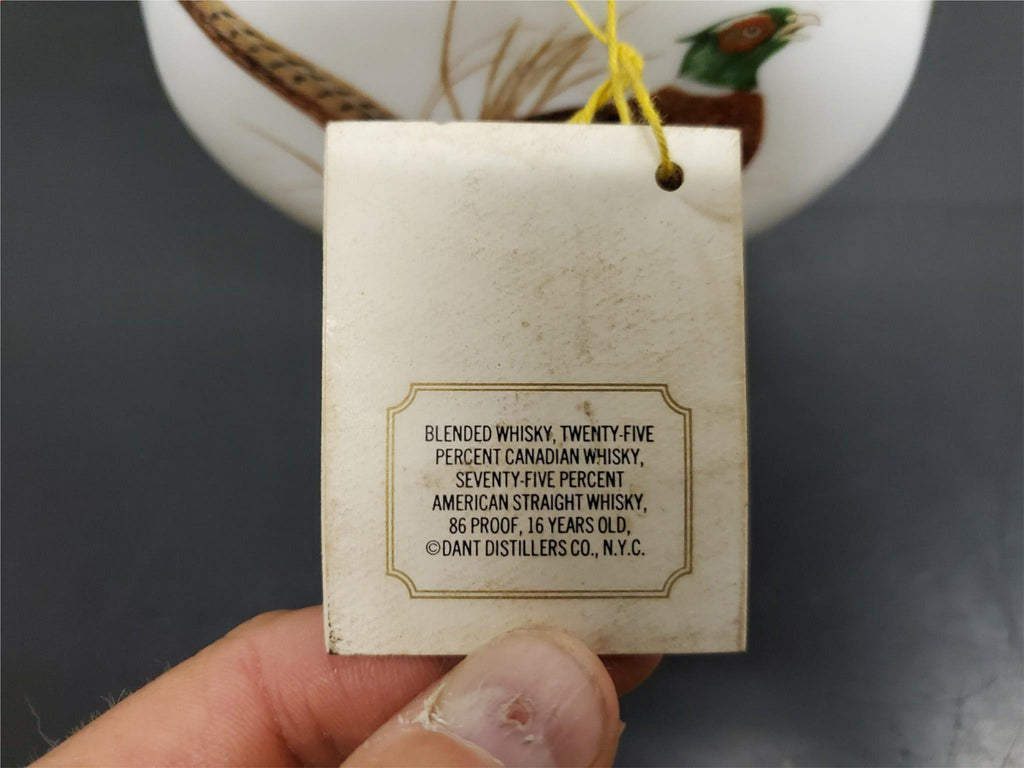 BLENDED WHISKY, TWENTY-FIVE
PERCENT CANADIAN WHISKY,
SEVENTY-FIVE PERCENT
AMERICAN STRAIGHT WHISKY,
86 PROOF, 16 YEARS OLD,
©DANT DISTILLERS CO., N.Y.C.